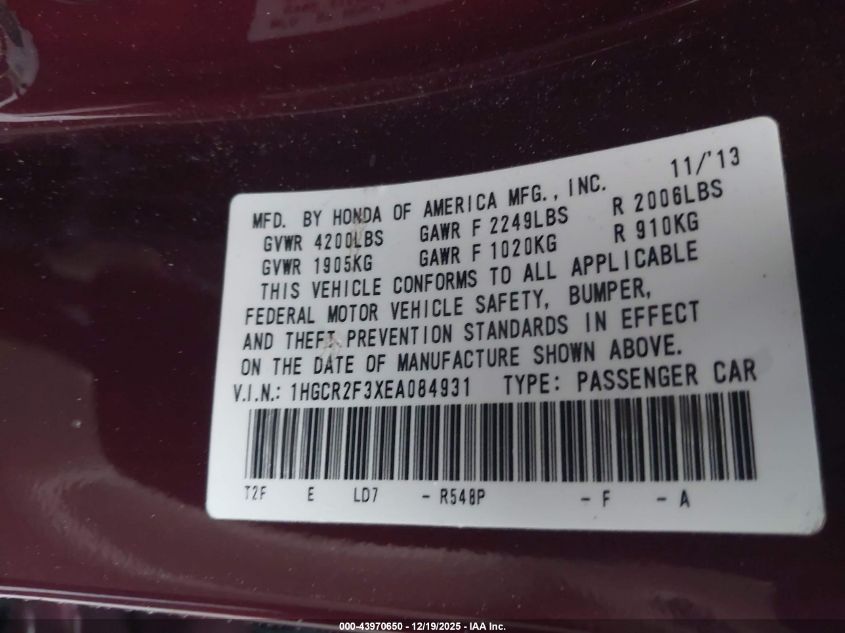 11/'13
MFD. BY HONDA OF AMERICA MFG., INC.
GVWR 4200LBS GAWR F 2249LBS R 2006LBS
GVWR 1905KG GAWR F 1020KG R 910KG
THIS VEHICLE CONFORMS TO ALL APPLICABLE
FEDERAL MOTOR VEHICLE SAFETY, BUMPER,
AND THEFT PREVENTION STANDARDS IN EFFECT
ON THE DATE OF MANUFACTURE SHOWN ABOVE.
V.I.N.: 1HGCR2F3XEA084931 TYPE: PASSENGER CAR
T2F E LD7 - R548P - F - A
000-43970650 - 12/19/2025 - IAA Inc.